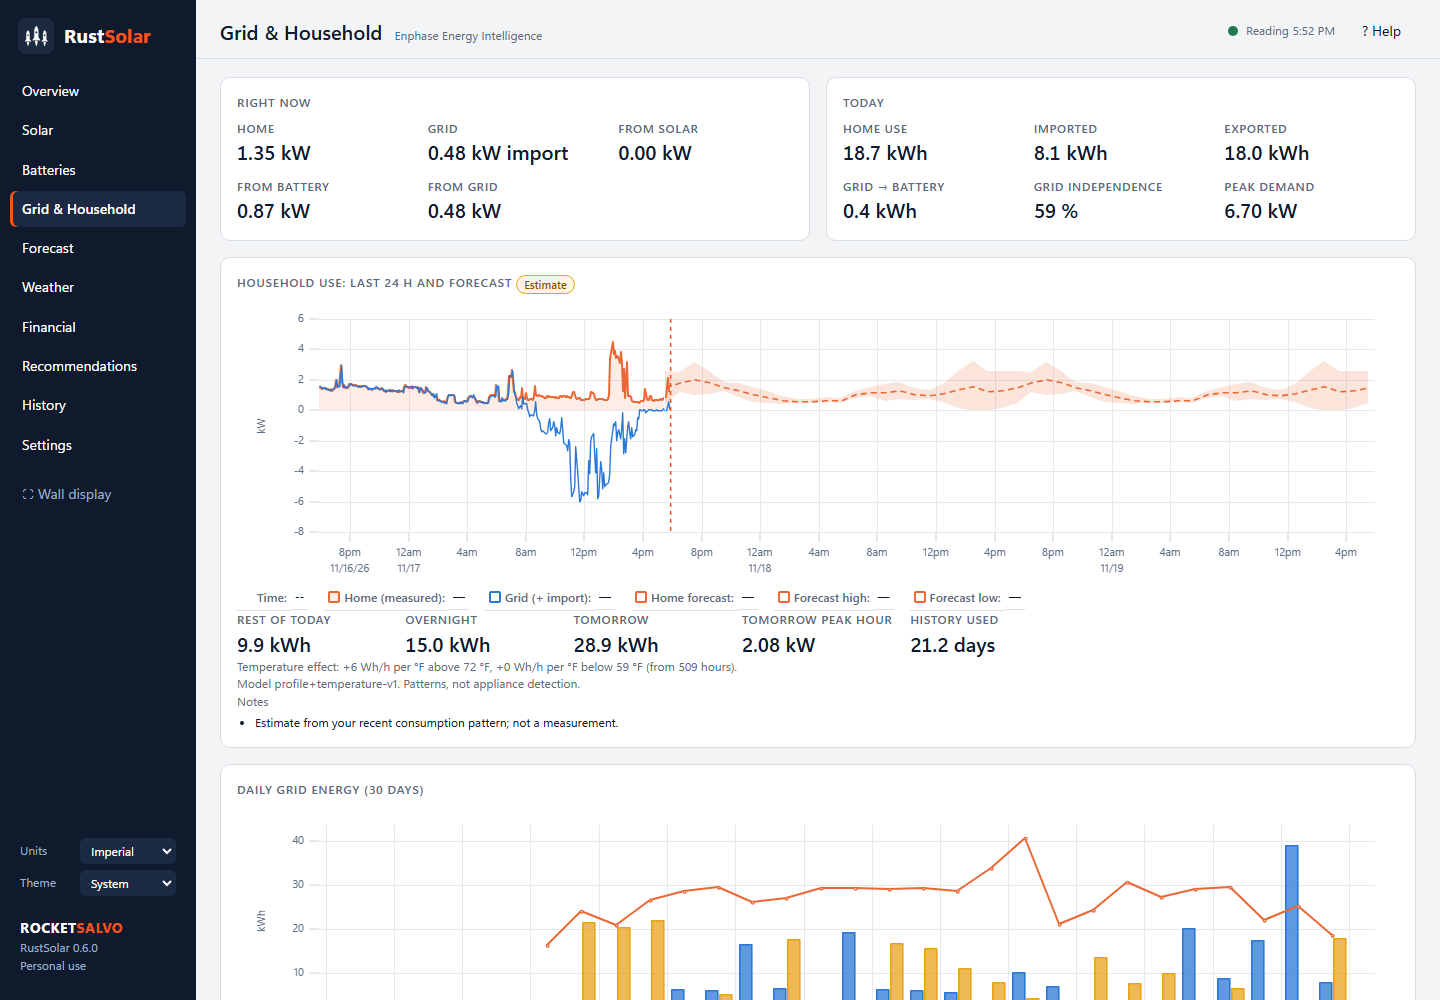 RustSolar
Overview
Solar
Batteries
Grid & Household
Forecast
Weather
Financial
Recommendations
History
Settings
Wall display
Units Imperial
Theme System
ROCKETSALVO
RustSolar 0.6.0
Personal use
Grid & Household Enphase Energy Intelligence
Reading 5:52 PM ? Help
RIGHT NOW
HOME GRID FROM SOLAR
1.35 kW 0.48 kW import 0.00 kW
FROM BATTERY FROM GRID
0.87 kW 0.48 kW
TODAY
HOME USE IMPORTED EXPORTED
18.7 kWh 8.1 kWh 18.0 kWh
GRID → BATTERY GRID INDEPENDENCE PEAK DEMAND
0.4 kWh 59 % 6.70 kW
HOUSEHOLD USE: LAST 24 H AND FORECAST Estimate
6
4
2
0
-2
-4
-6
-8
kW
8pm 12am 4am 8am 12pm 4pm 8pm 12am 4am 8am 12pm 4pm 8pm 12am 4am 8am 12pm 4pm
11/16/26 11/17 11/18 11/19
Time: -- Home (measured): — Grid (+ import): — Home forecast: — Forecast high: — Forecast low: —
REST OF TODAY OVERNIGHT TOMORROW TOMORROW PEAK HOUR HISTORY USED
9.9 kWh 15.0 kWh 28.9 kWh 2.08 kW 21.2 days
Temperature effect: +6 Wh/h per °F above 72 °F, +0 Wh/h per °F below 59 °F (from 509 hours).
Model profile+temperature-v1. Patterns, not appliance detection.
Notes
• Estimate from your recent consumption pattern; not a measurement.
DAILY GRID ENERGY (30 DAYS)
40
30
20
10
kWh